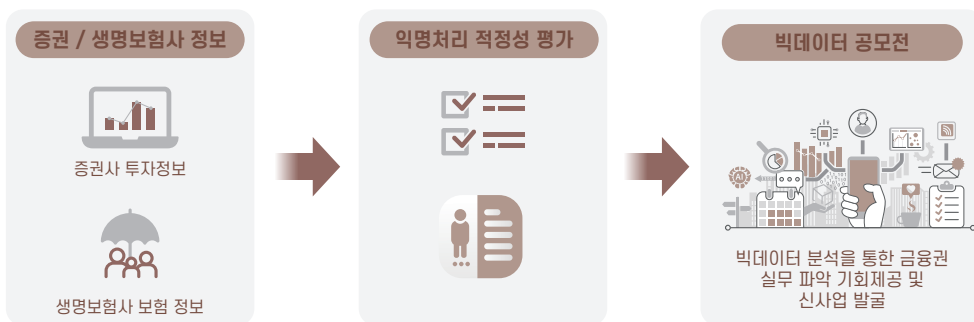 증권 / 생명보험사 정보
증권사 투자정보
생명보험사 보험 정보
익명처리 적정성 평가
빅데이터 공모전
AI
빅데이터 분석을 통한 금융권
실무 파악 기회제공 및
신사업 발굴